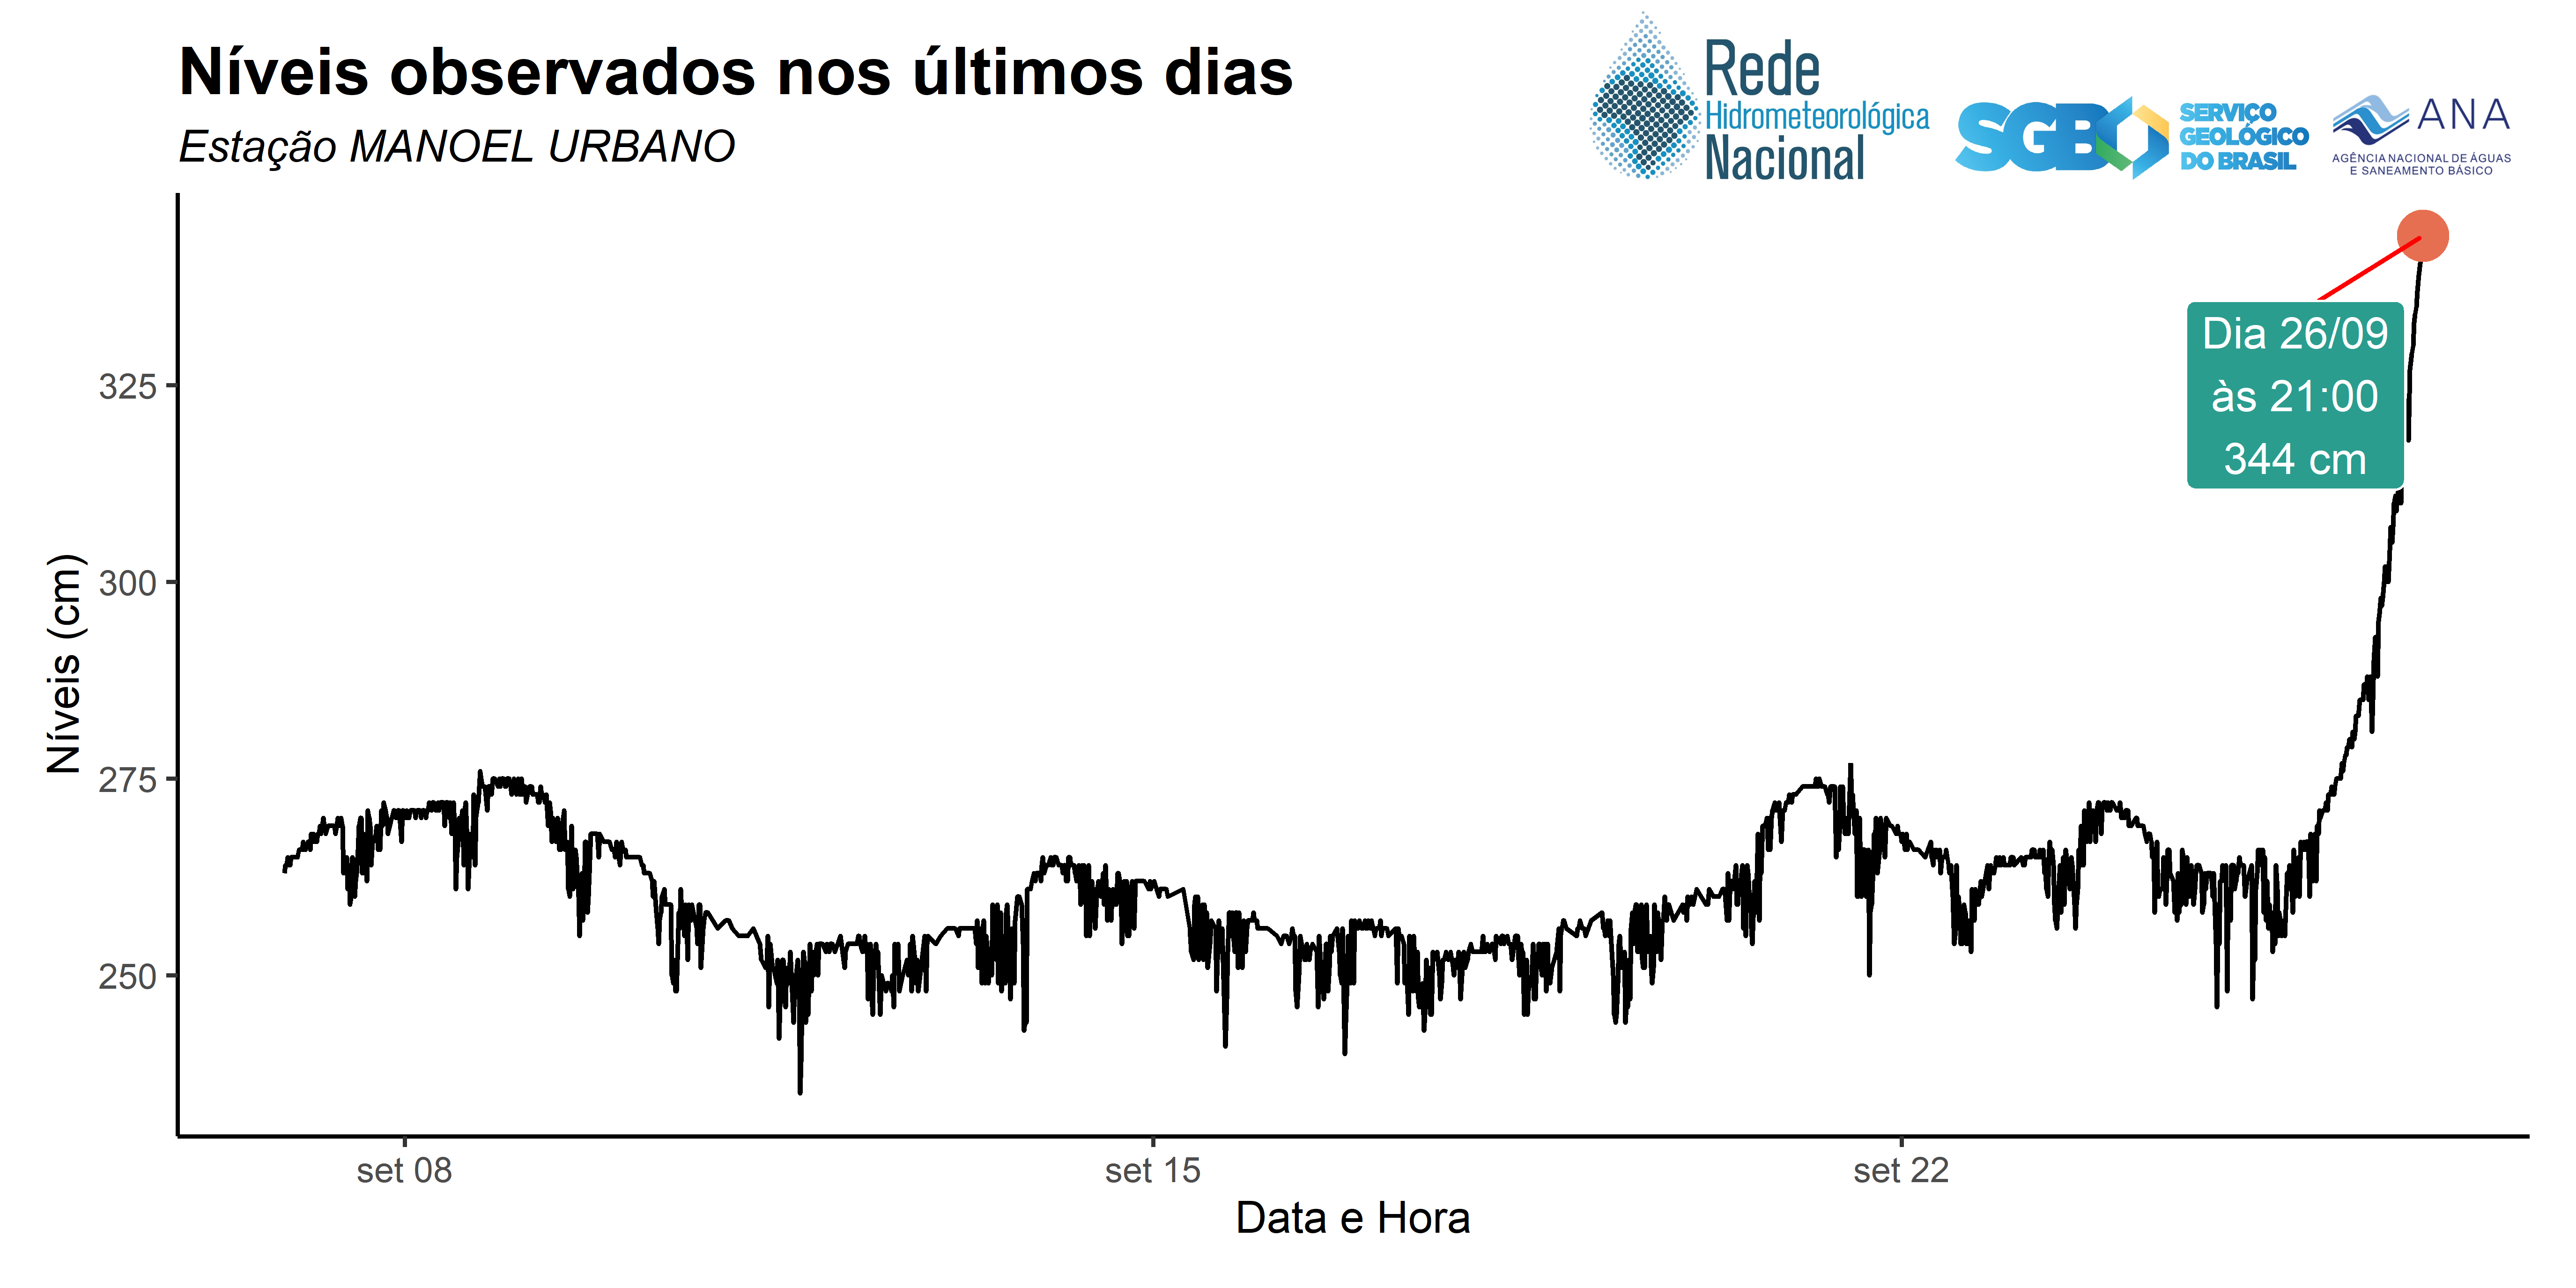 Níveis observados nos últimos dias
Estação MANOEL URBANO
Rede
Hidrometeorológica
Nacional
SGB
SERVIÇO
GEOLÓGICO
DO BRASIL
ANA
AGÊNCIA NACIONAL DE ÁGUAS
E SANEAMENTO BÁSICO
Dia 26/09
às 21:00
344 cm
Níveis (cm)
325
300
275
250
set 08
set 15
set 22
Data e Hora